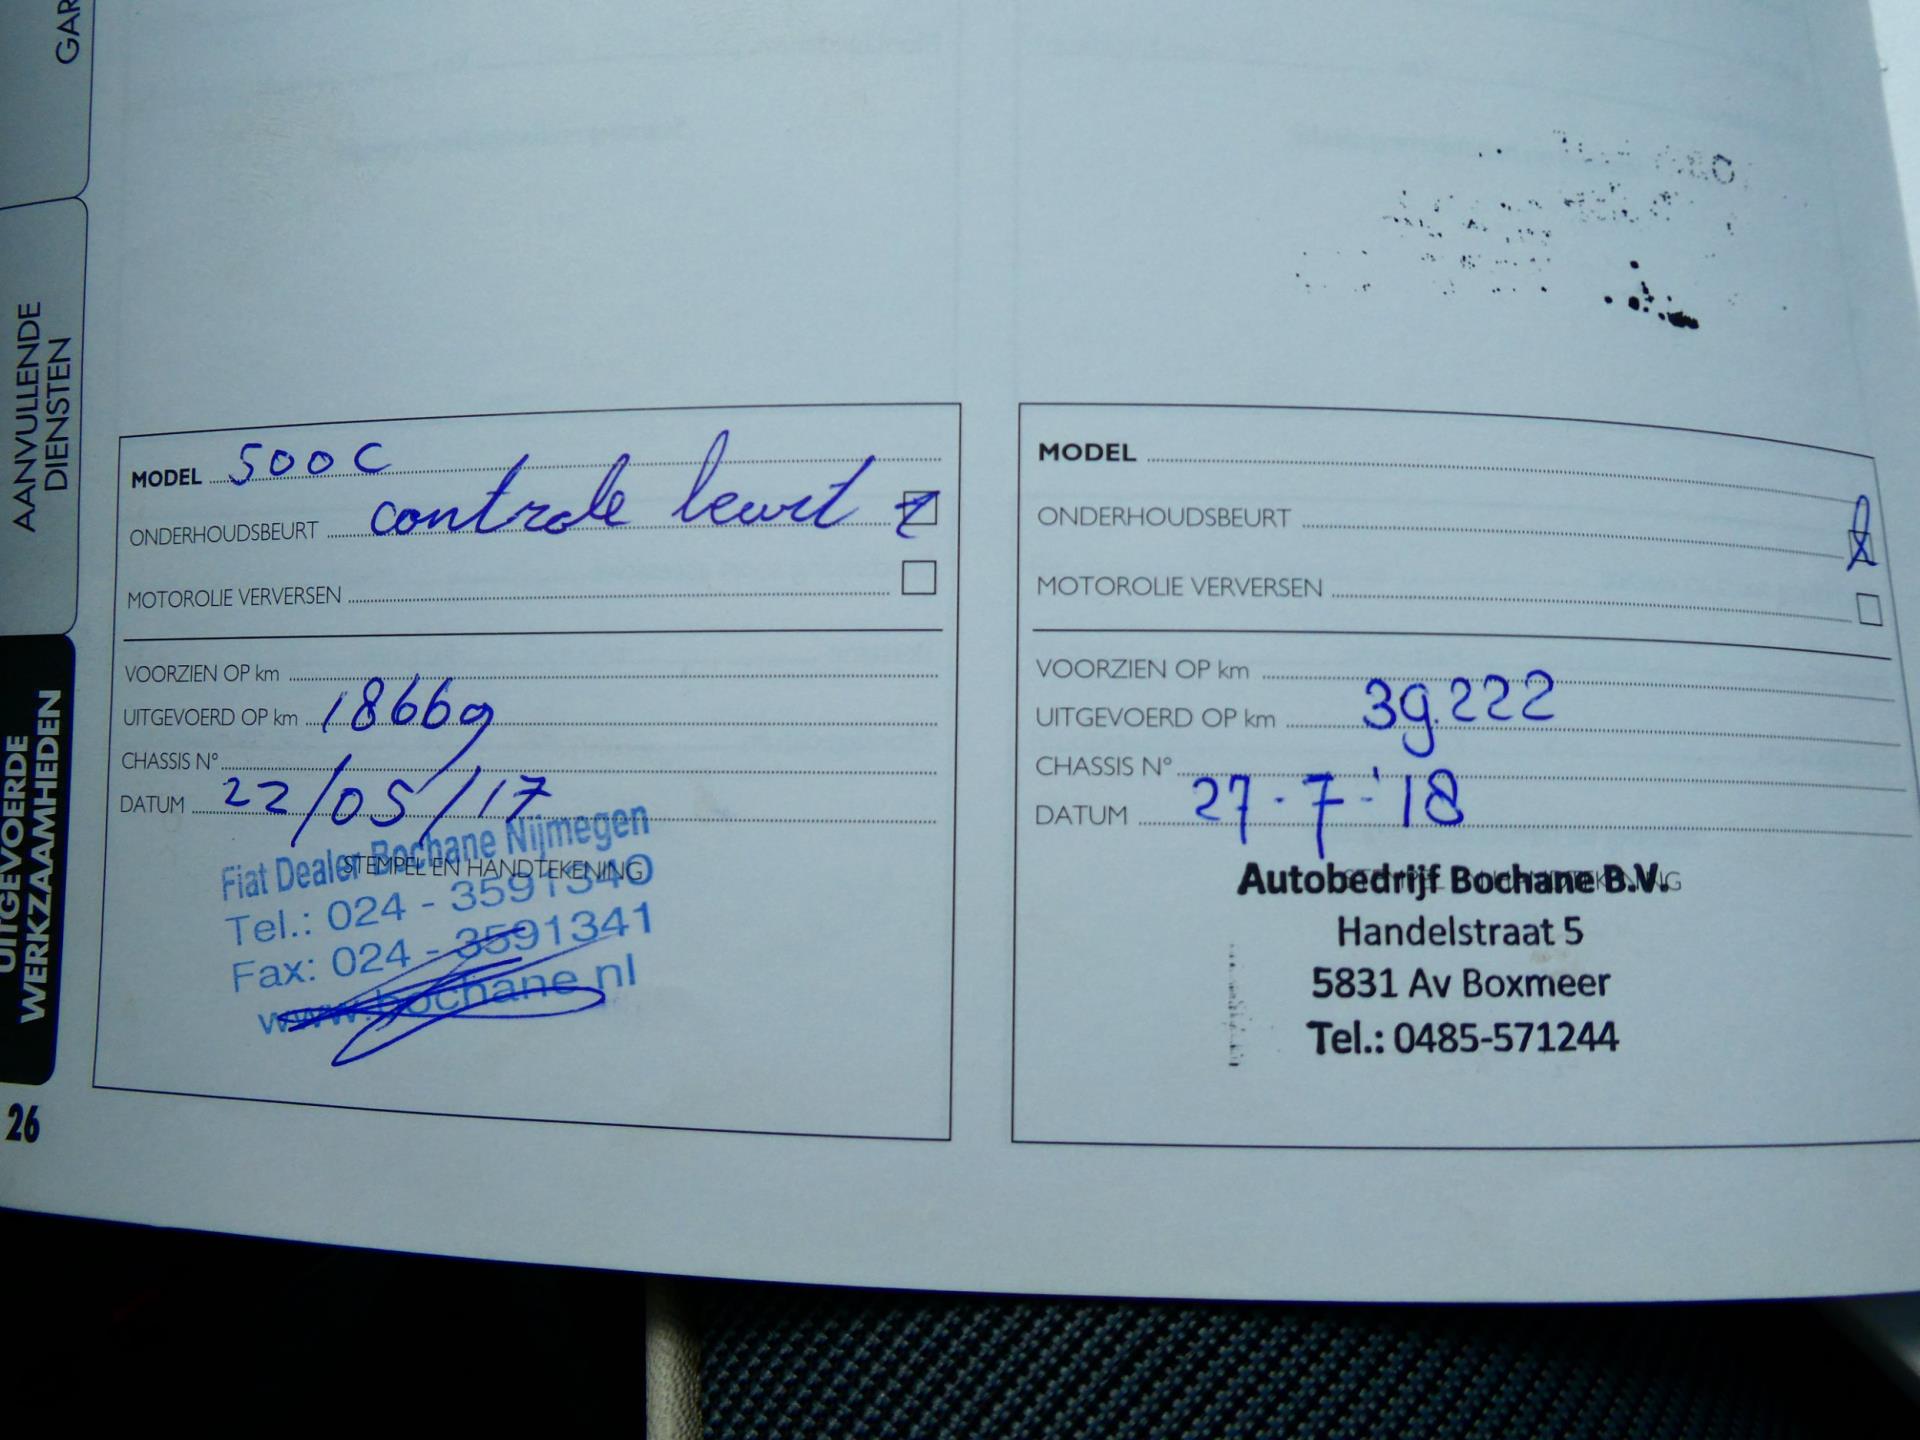 GAR
AANVULLENDE
DIENSTEN
UITGEVOERDE
WERKZAAMHEDEN
26
MODEL 500C
ONDERHOUDSBEURT controle beurt
MOTOROLIE VERVERSEN
VOORZIEN OP km
UITGEVOERD OP km 18669
CHASSIS N°
DATUM 22/05/17
STEMPEL EN HANDTEKENING
Fiat Dealer Bochane Nijmegen
Tel.: 024 - 3591340
Fax: 024 - 3591341
www.bochane.nl
MODEL
ONDERHOUDSBEURT
MOTOROLIE VERVERSEN
VOORZIEN OP km
UITGEVOERD OP km 39.222
CHASSIS N°
DATUM 27-7-'18
Autobedrijf Bochane B.V.
Handelstraat 5
5831 Av Boxmeer
Tel.: 0485-571244